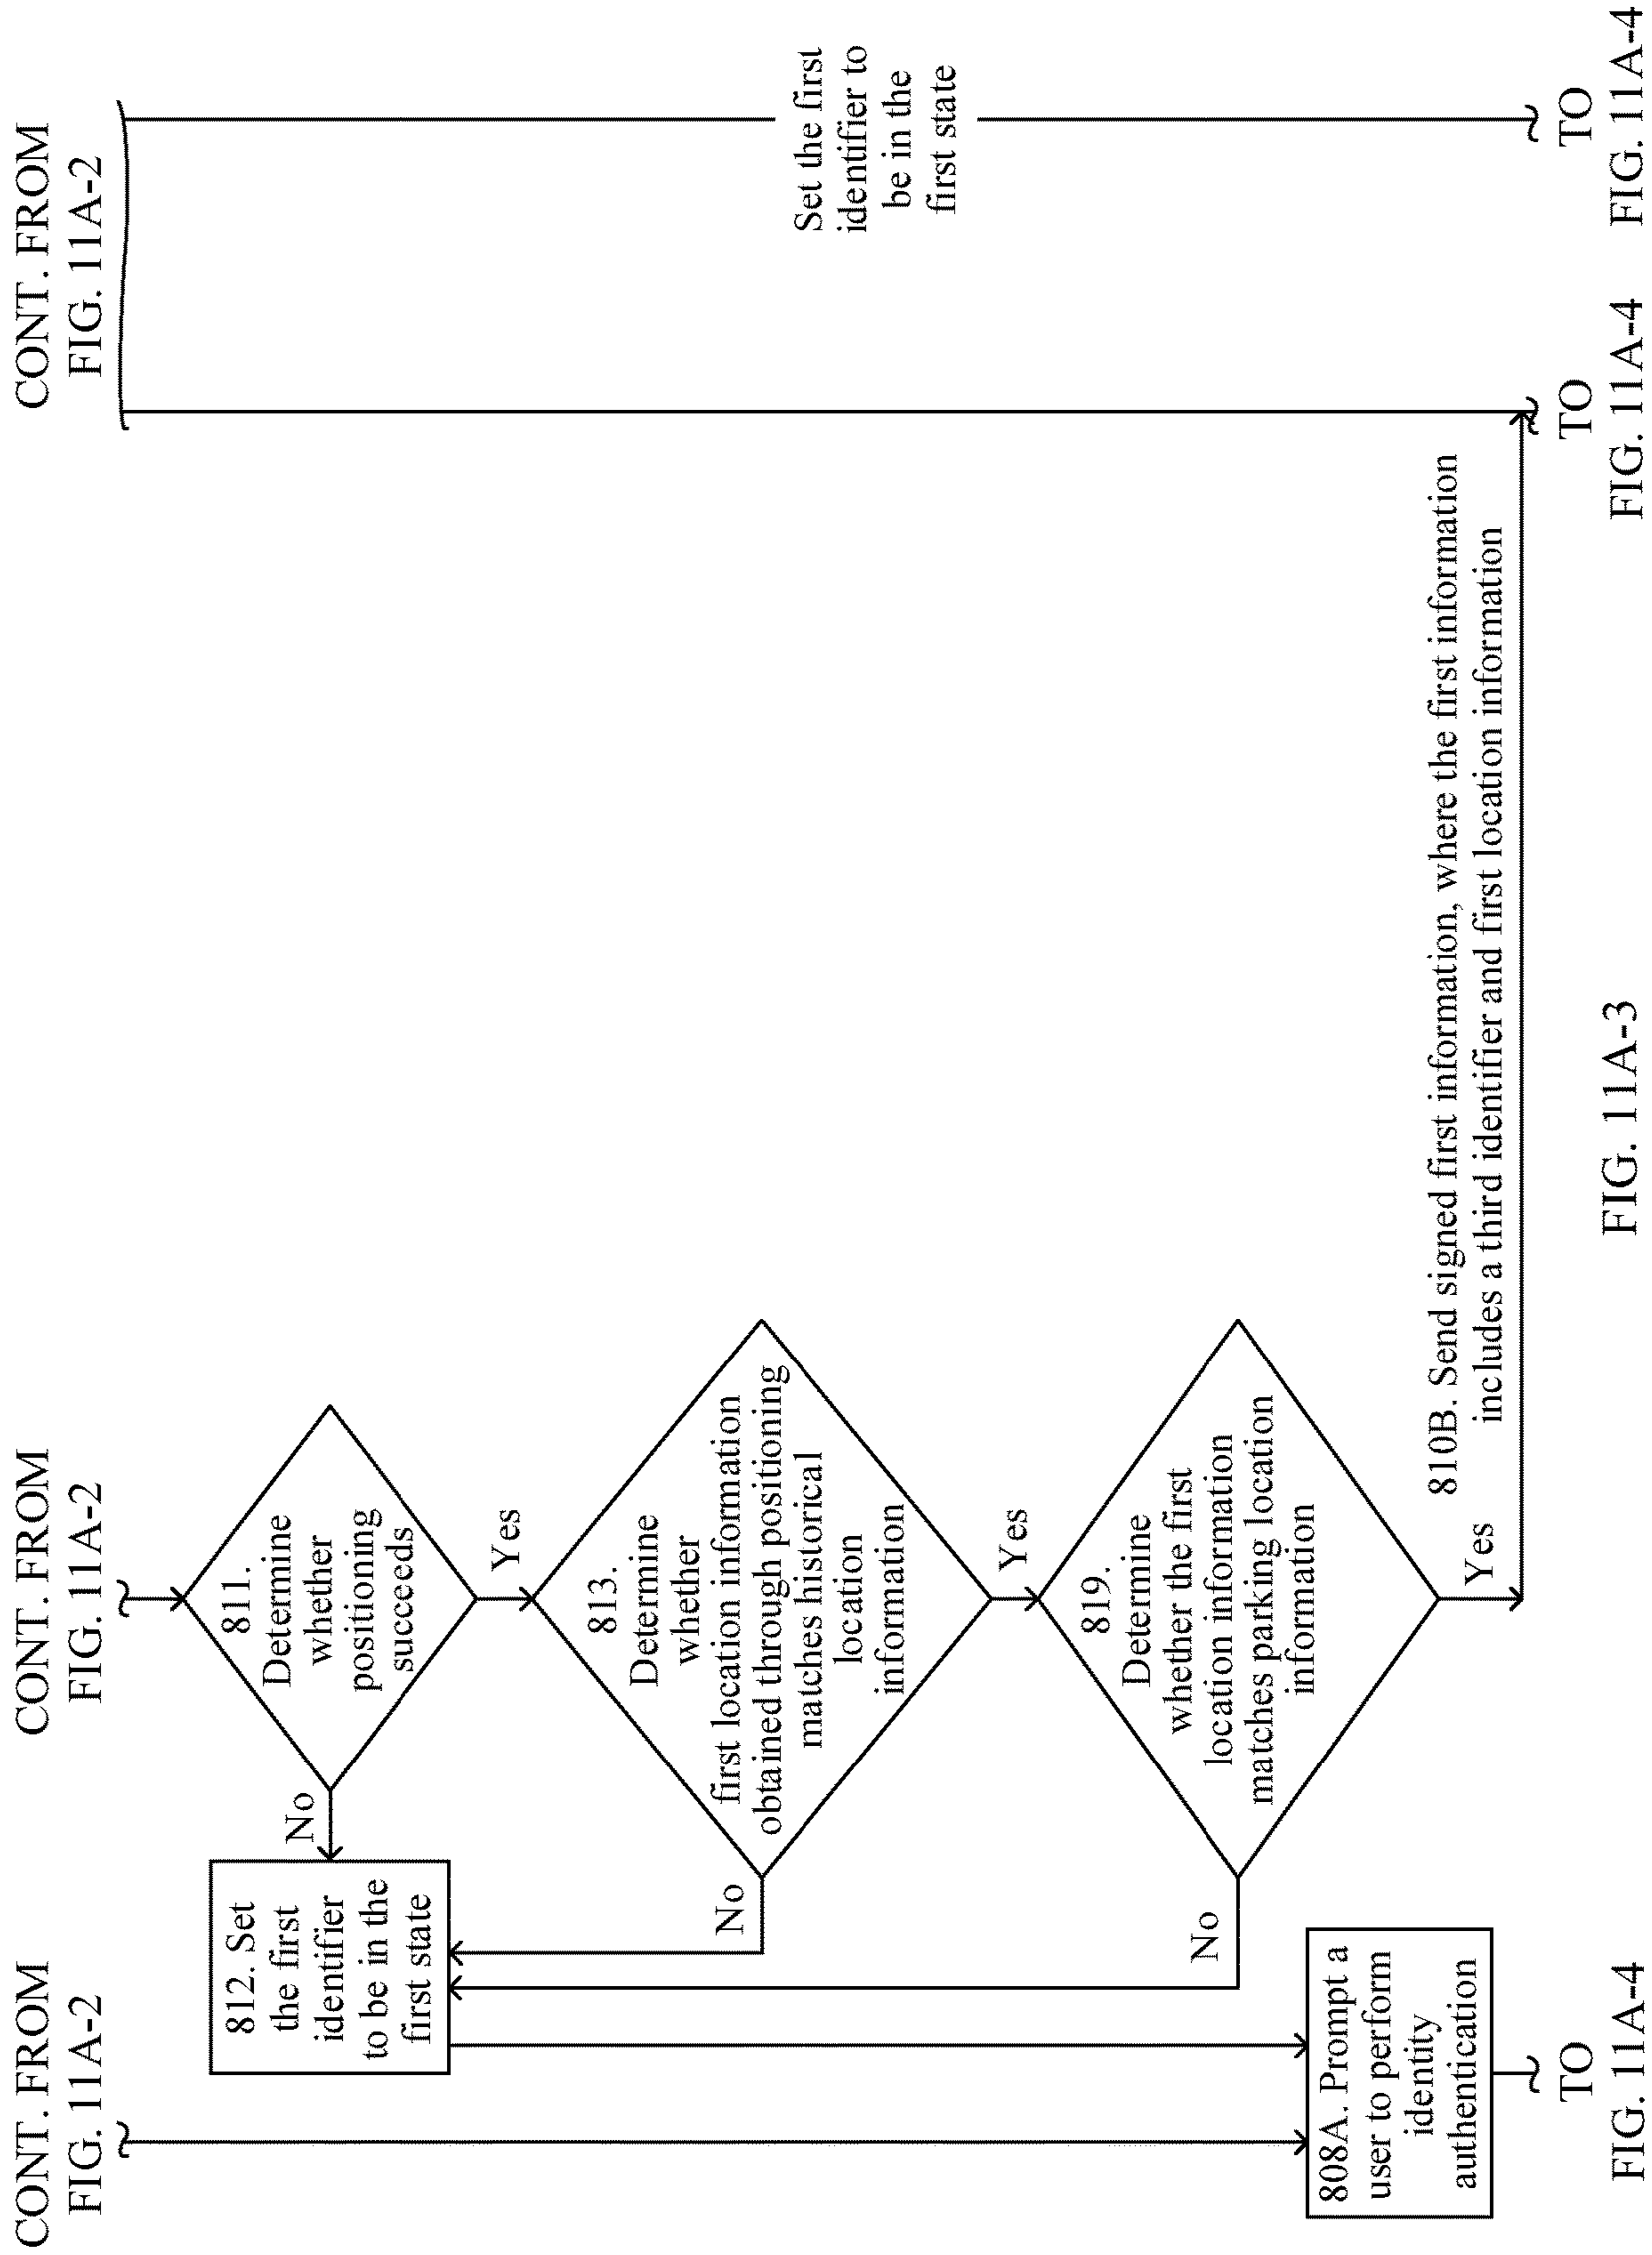 CONT. FROM
FIG. 11A-2
CONT. FROM
FIG. 11A-2
CONT. FROM
FIG. 11A-2
811.
Determine
whether
positioning
succeeds
No
Yes
812. Set
the first
identifier
to be in the
first state
813.
Determine
whether
first location information
obtained through positioning
matches historical
location
information
No
Yes
Set the first
identifier to
be in the
first state
819.
Determine
whether the first
location information
matches parking location
information
No
Yes
808A. Prompt a
user to perform
identity
authentication
810B. Send signed first information, where the first information
includes a third identifier and first location information
TO
FIG. 11A-4
TO
FIG. 11A-4
TO
FIG. 11A-4
FIG. 11A-3